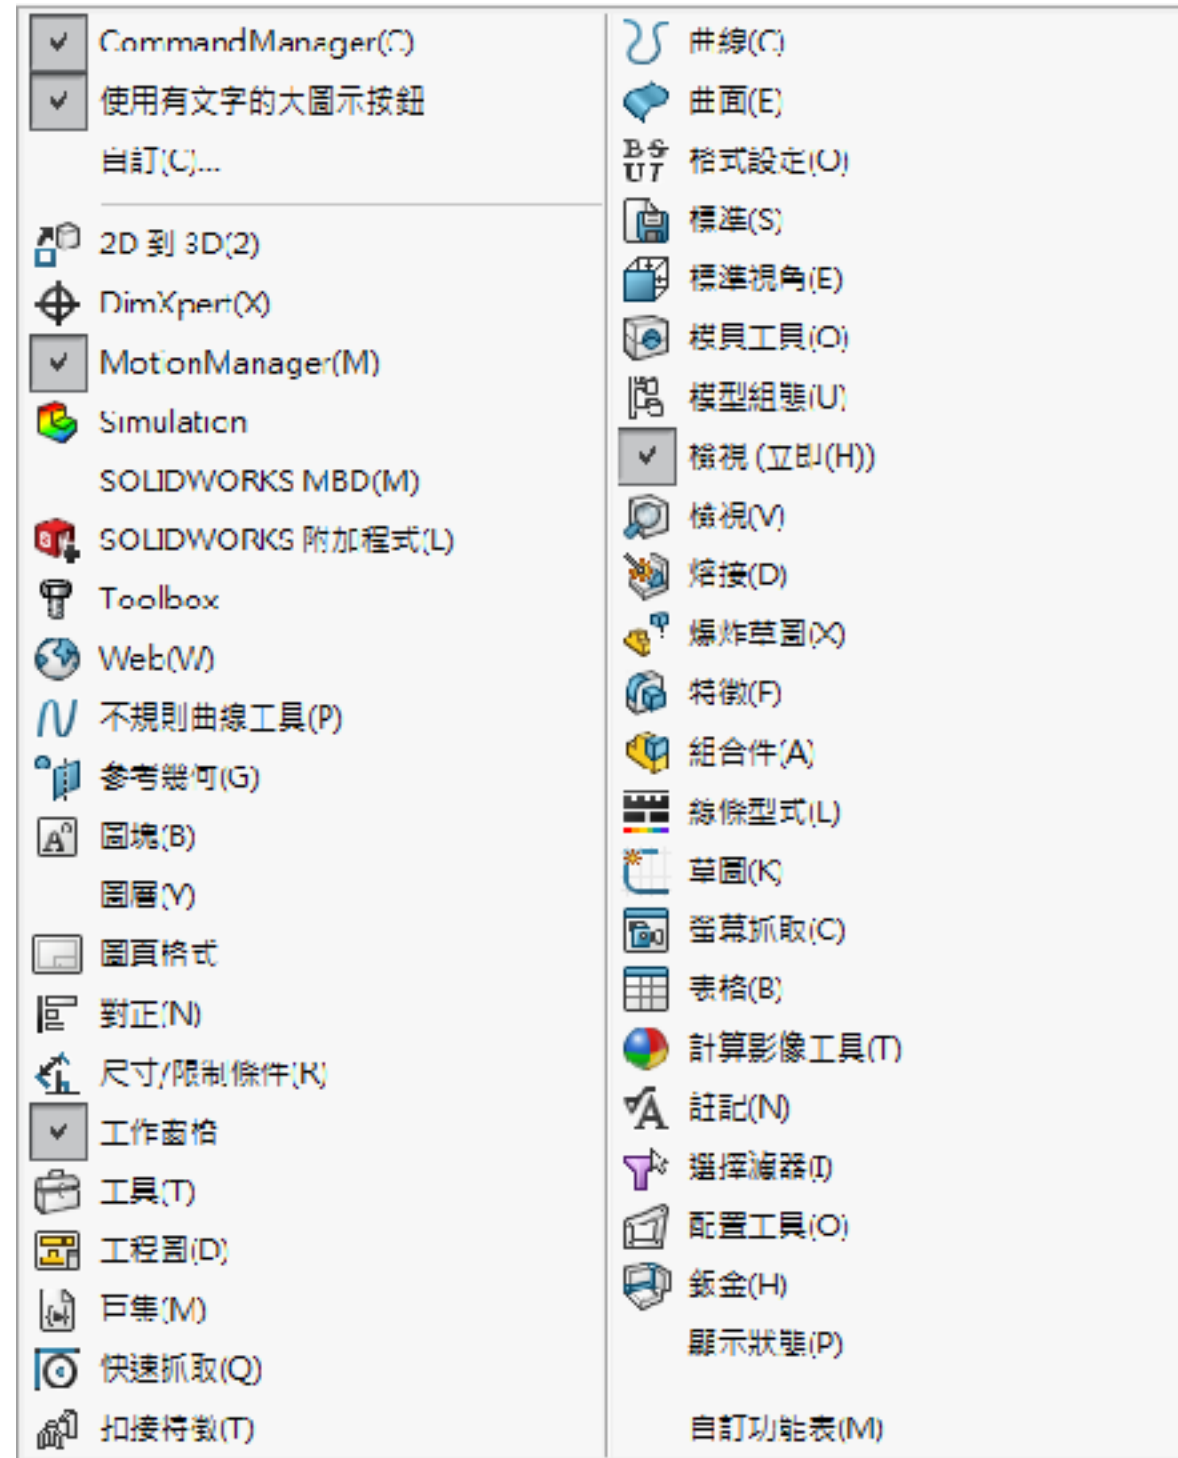 CommandManager(C)
使用有文字的大圖示按鈕
自訂(C)...
2D 到 3D(2)
DimXpert(X)
MotionManager(M)
Simulation
SOLIDWORKS MBD(M)
SOLIDWORKS 附加程式(L)
Toolbox
Web(W)
不規則曲線工具(P)
參考幾何(G)
圖塊(B)
圖層(Y)
圖頁格式
對正(N)
尺寸/限制條件(R)
工作窗格
工具(T)
工程圖(D)
巨集(M)
快速抓取(Q)
扣接特徵(T)
曲線(C)
曲面(E)
格式設定(O)
標準(S)
標準視角(E)
模具工具(O)
模型組態(U)
檢視 (立即(H))
檢視(V)
熔接(D)
爆炸草圖(X)
特徵(F)
組合件(A)
線條型式(L)
草圖(K)
螢幕抓取(C)
表格(B)
計算影像工具(T)
註記(N)
選擇濾器(I)
配置工具(O)
鈑金(H)
顯示狀態(P)
自訂功能表(M)